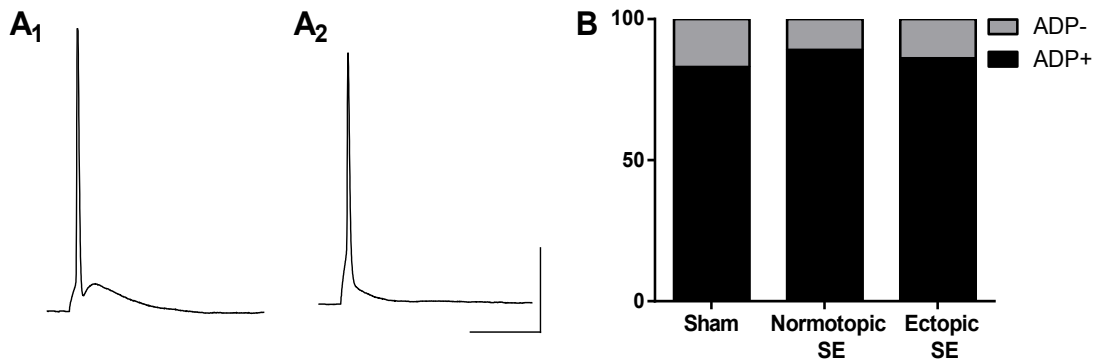 A1
A2
B
100
50
0
Sham
Normotopic
SE
Ectopic
SE
ADP-
ADP+